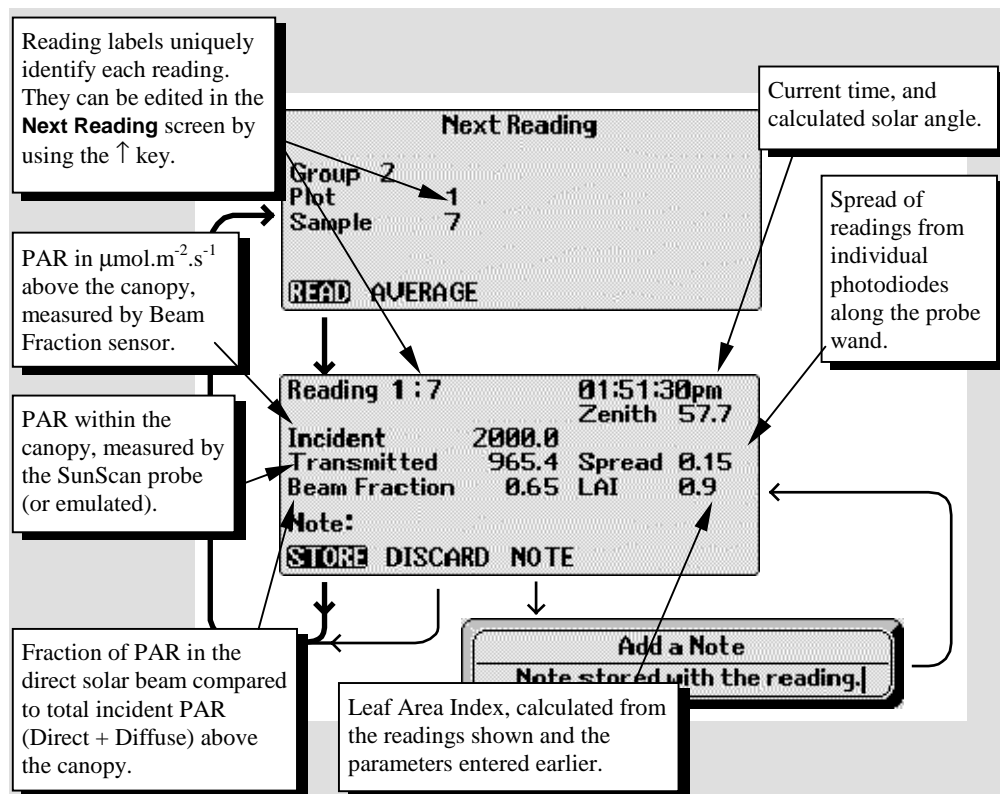 Reading labels uniquely
identify each reading.
They can be edited in the
Next Reading screen by
using the ↑ key.
Current time, and
calculated solar angle.
Next Reading
Group 2
Plot 1
Sample 7
READ AVERAGE
Spread of
readings from
individual
photodiodes
along the probe
wand.
PAR in μmol.m-2.s-1
above the canopy,
measured by Beam
Fraction sensor.
PAR within the
canopy, measured by
the SunScan probe
(or emulated).
Reading 1:7 01:51:30pm
Zenith 57.7
Incident 2000.0
Transmitted 965.4 Spread 0.15
Beam Fraction 0.65 LAI 0.9
Note:
STORE DISCARD NOTE
Add a Note
Note stored with the reading.
Fraction of PAR in the
direct solar beam compared
to total incident PAR
(Direct + Diffuse) above
the canopy.
Leaf Area Index, calculated from
the readings shown and the
parameters entered earlier.